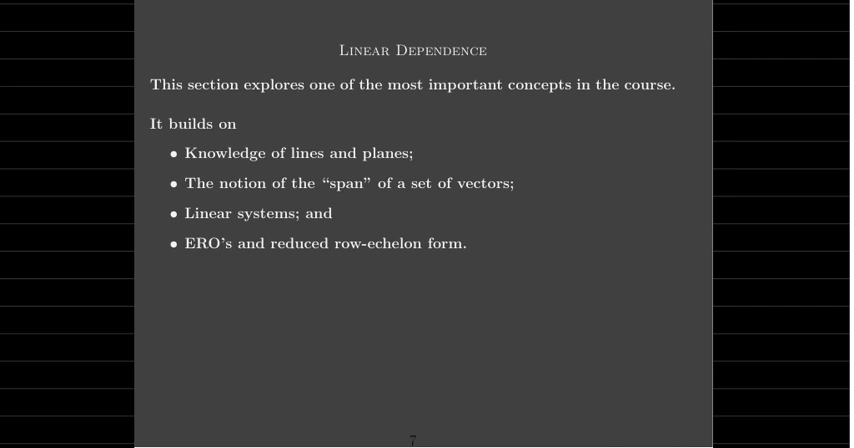 Linear Dependence
This section explores one of the most important concepts in the course.
It builds on
• Knowledge of lines and planes;
• The notion of the “span” of a set of vectors;
• Linear systems; and
• ERO’s and reduced row-echelon form.
7